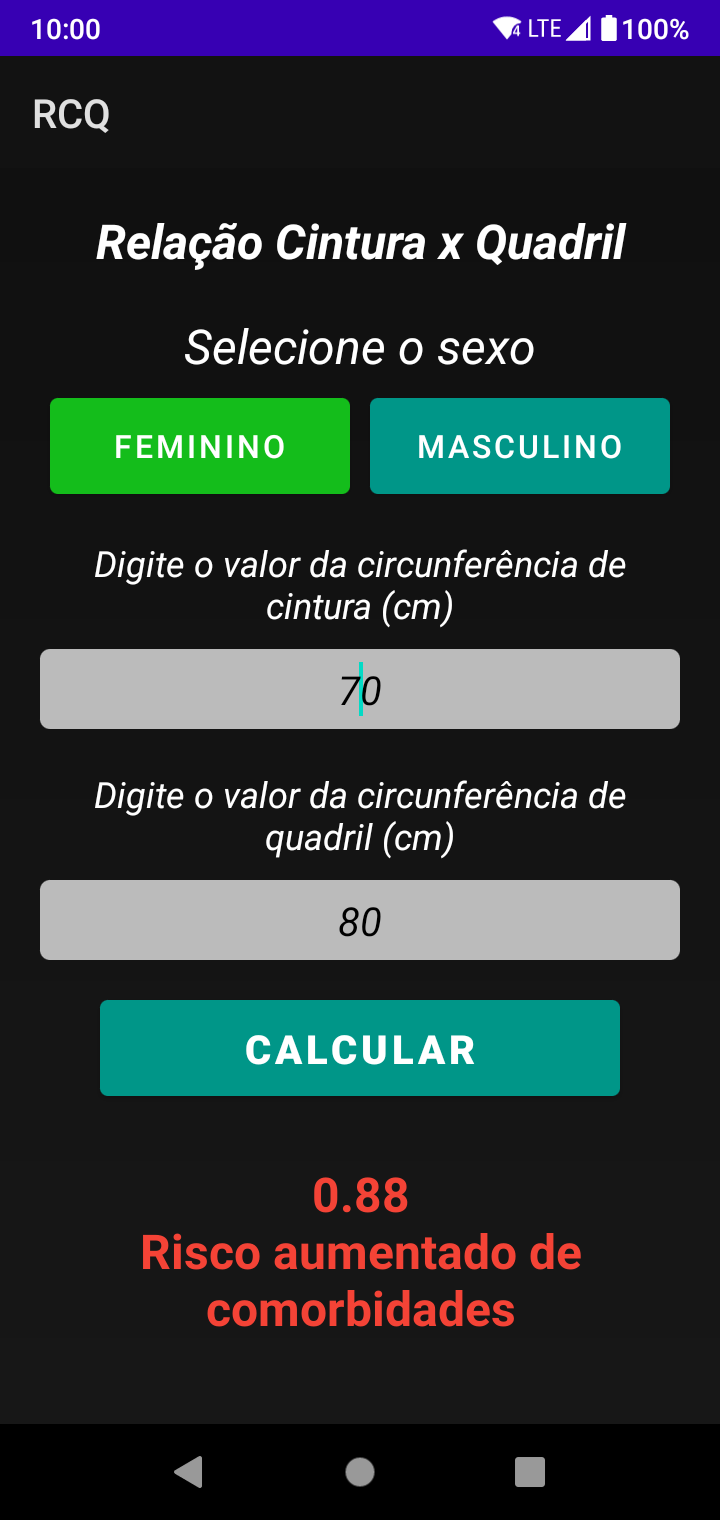 10:00 LTE 100%
RCQ
Relação Cintura x Quadril
Selecione o sexo
FEMININO MASCULINO
Digite o valor da circunferência de
cintura (cm)
70
Digite o valor da circunferência de
quadril (cm)
80
CALCULAR
0.88
Risco aumentado de
comorbidades